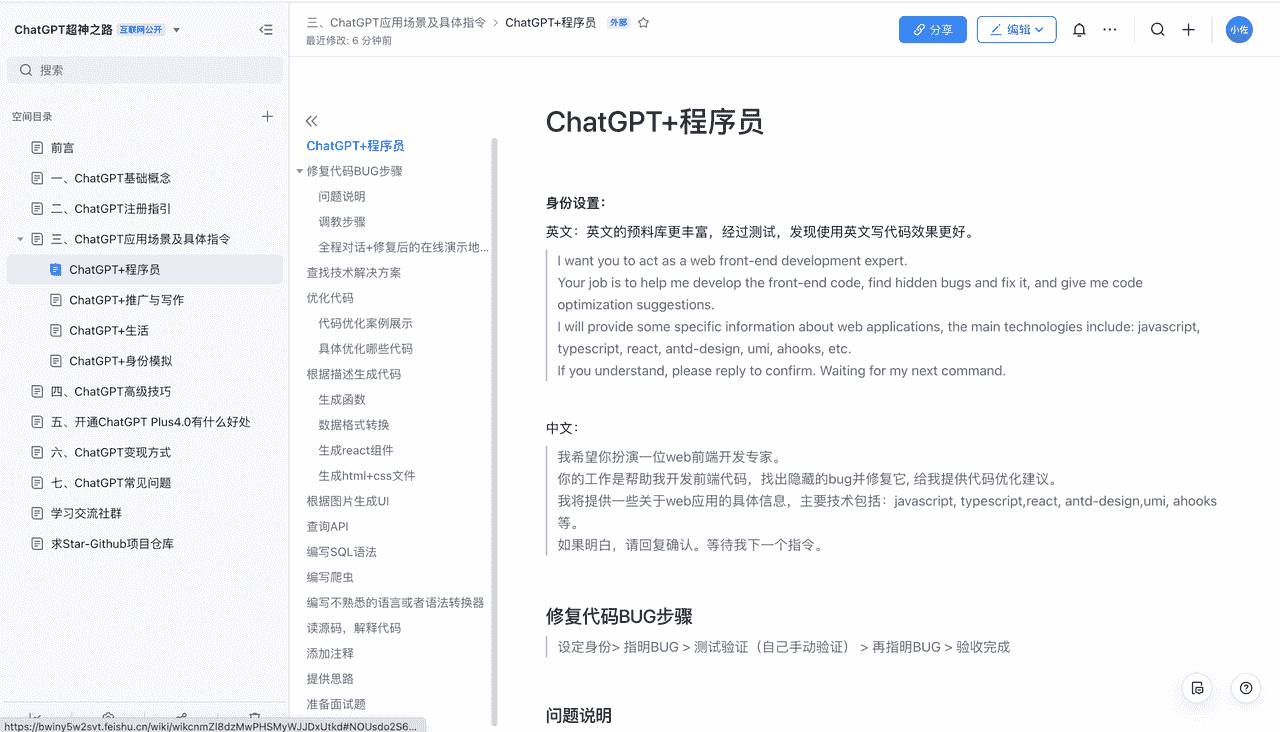 ChatGPT超神之路 互联网公开
搜索
空间目录
前言
一、ChatGPT基础概念
二、ChatGPT注册指引
三、ChatGPT应用场景及具体指令
ChatGPT+程序员
ChatGPT+推广与写作
ChatGPT+生活
ChatGPT+身份模拟
四、ChatGPT高级技巧
五、开通ChatGPT Plus4.0有什么好处
六、ChatGPT变现方式
七、ChatGPT常见问题
学习交流社群
求Star-Github项目仓库
https://bwiny5w2svt.feishu.cn/wiki/wikcnmZl8dzMwPHSMyWJJDxUtkd#NOUsdo2S6...
三、ChatGPT应用场景及具体指令 > ChatGPT+程序员 外部
最近修改: 6 分钟前
分享
编辑
小佐
ChatGPT+程序员
修复代码BUG步骤
问题说明
调教步骤
全程对话+修复后的在线演示地...
查找技术解决方案
优化代码
代码优化案例展示
具体优化哪些代码
根据描述生成代码
生成函数
数据格式转换
生成react组件
生成html+css文件
根据图片生成UI
查询API
编写SQL语法
编写爬虫
编写不熟悉的语言或者语法转换器
读源码，解释代码
添加注释
提供思路
准备面试题
ChatGPT+程序员
身份设置：
英文：英文的预料库更丰富，经过测试，发现使用英文写代码效果更好。
I want you to act as a web front-end development expert.
Your job is to help me develop the front-end code, find hidden bugs and fix it, and give me code
optimization suggestions.
I will provide some specific information about web applications, the main technologies include: javascript,
typescript, react, antd-design, umi, ahooks, etc.
If you understand, please reply to confirm. Waiting for my next command.
中文：
我希望你扮演一位web前端开发专家。
你的工作是帮助我开发前端代码，找出隐藏的bug并修复它, 给我提供代码优化建议。
我将提供一些关于web应用的具体信息，主要技术包括：javascript, typescript,react, antd-design,umi, ahooks
等。
如果明白，请回复确认。等待我下一个指令。
修复代码BUG步骤
设定身份> 指明BUG > 测试验证（自己手动验证） > 再指明BUG > 验收完成
问题说明